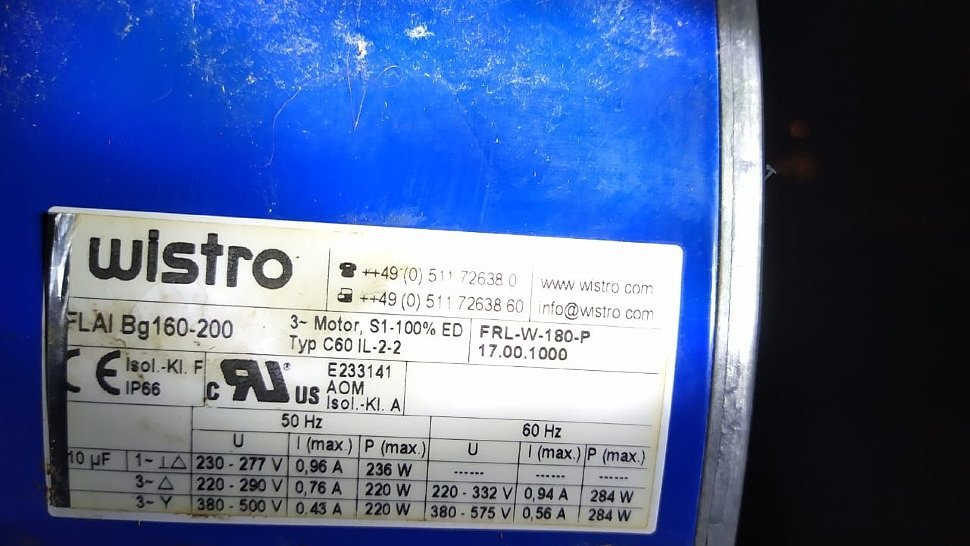 wistro
++49 (0) 511 72638 0
++49 (0) 511 72638 60
www wistro com
info@wistro com
FLAI Bg160-200
3~ Motor, S1-100% ED
Typ C60 IL-2-2
FRL-W-180-P
17.00.1000
CE
Isol.-Kl. F
IP66
c RU US
E233141
AOM
Isol.-Kl. A
50 Hz 60 Hz
U I (max.) P (max.) U I (max.) P (max.)
10 µF 1~ ⊥ △ 230 - 277 V 0,96 A 236 W ------ ------ ------
3~ △ 220 - 290 V 0,76 A 220 W 220 - 332 V 0,94 A 284 W
3~ Y 380 - 500 V 0,43 A 220 W 380 - 575 V 0,56 A 284 W